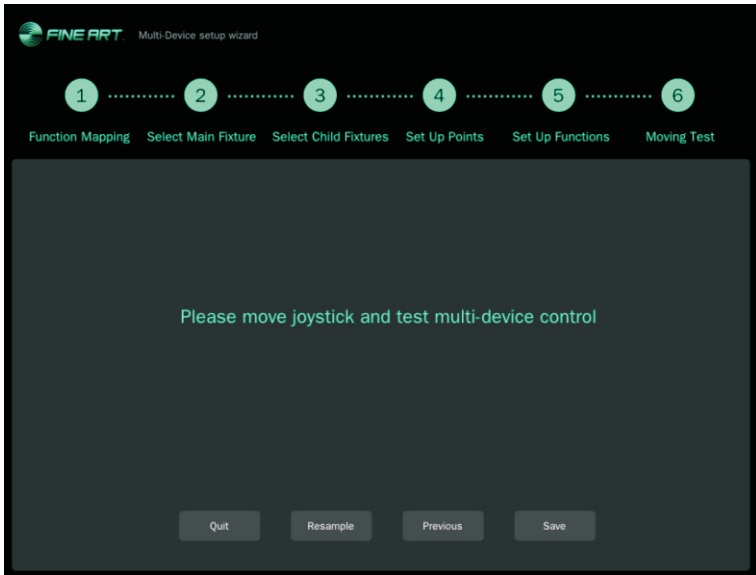 FINE ART. Multi-Device setup wizard
1 2 3 4 5 6
Function Mapping Select Main Fixture Select Child Fixtures Set Up Points Set Up Functions Moving Test
Please move joystick and test multi-device control
Quit Resample Previous Save